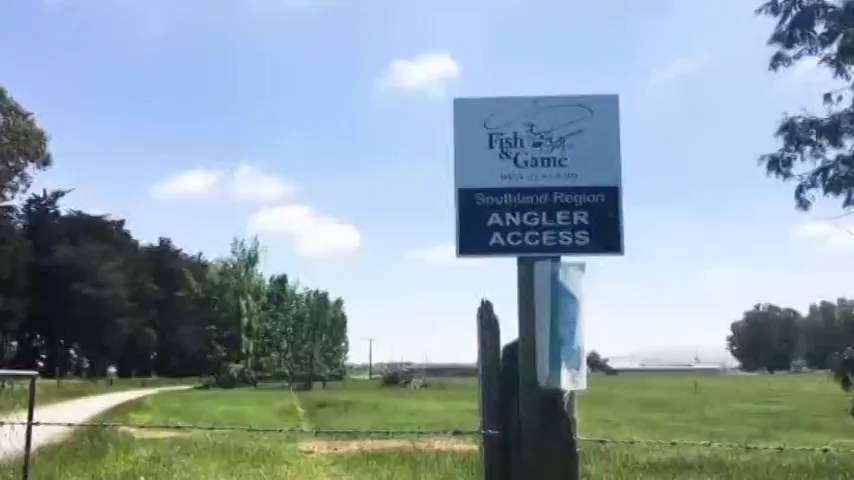 Fish
& Game
NEW ZEALAND
Southland Region
ANGLER
ACCESS